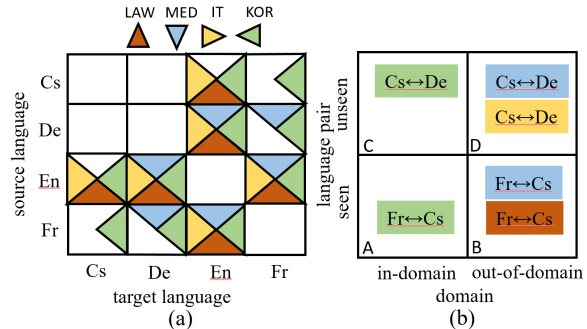 LAW MED IT KOR
Cs
De
En
Fr
source language
Cs De En Fr
target language
(a)
language pair
unseen
seen
Cs↔De
C
Cs↔De
Cs↔De
D
Fr↔Cs
A
Fr↔Cs
Fr↔Cs
B
in-domain out-of-domain
domain
(b)